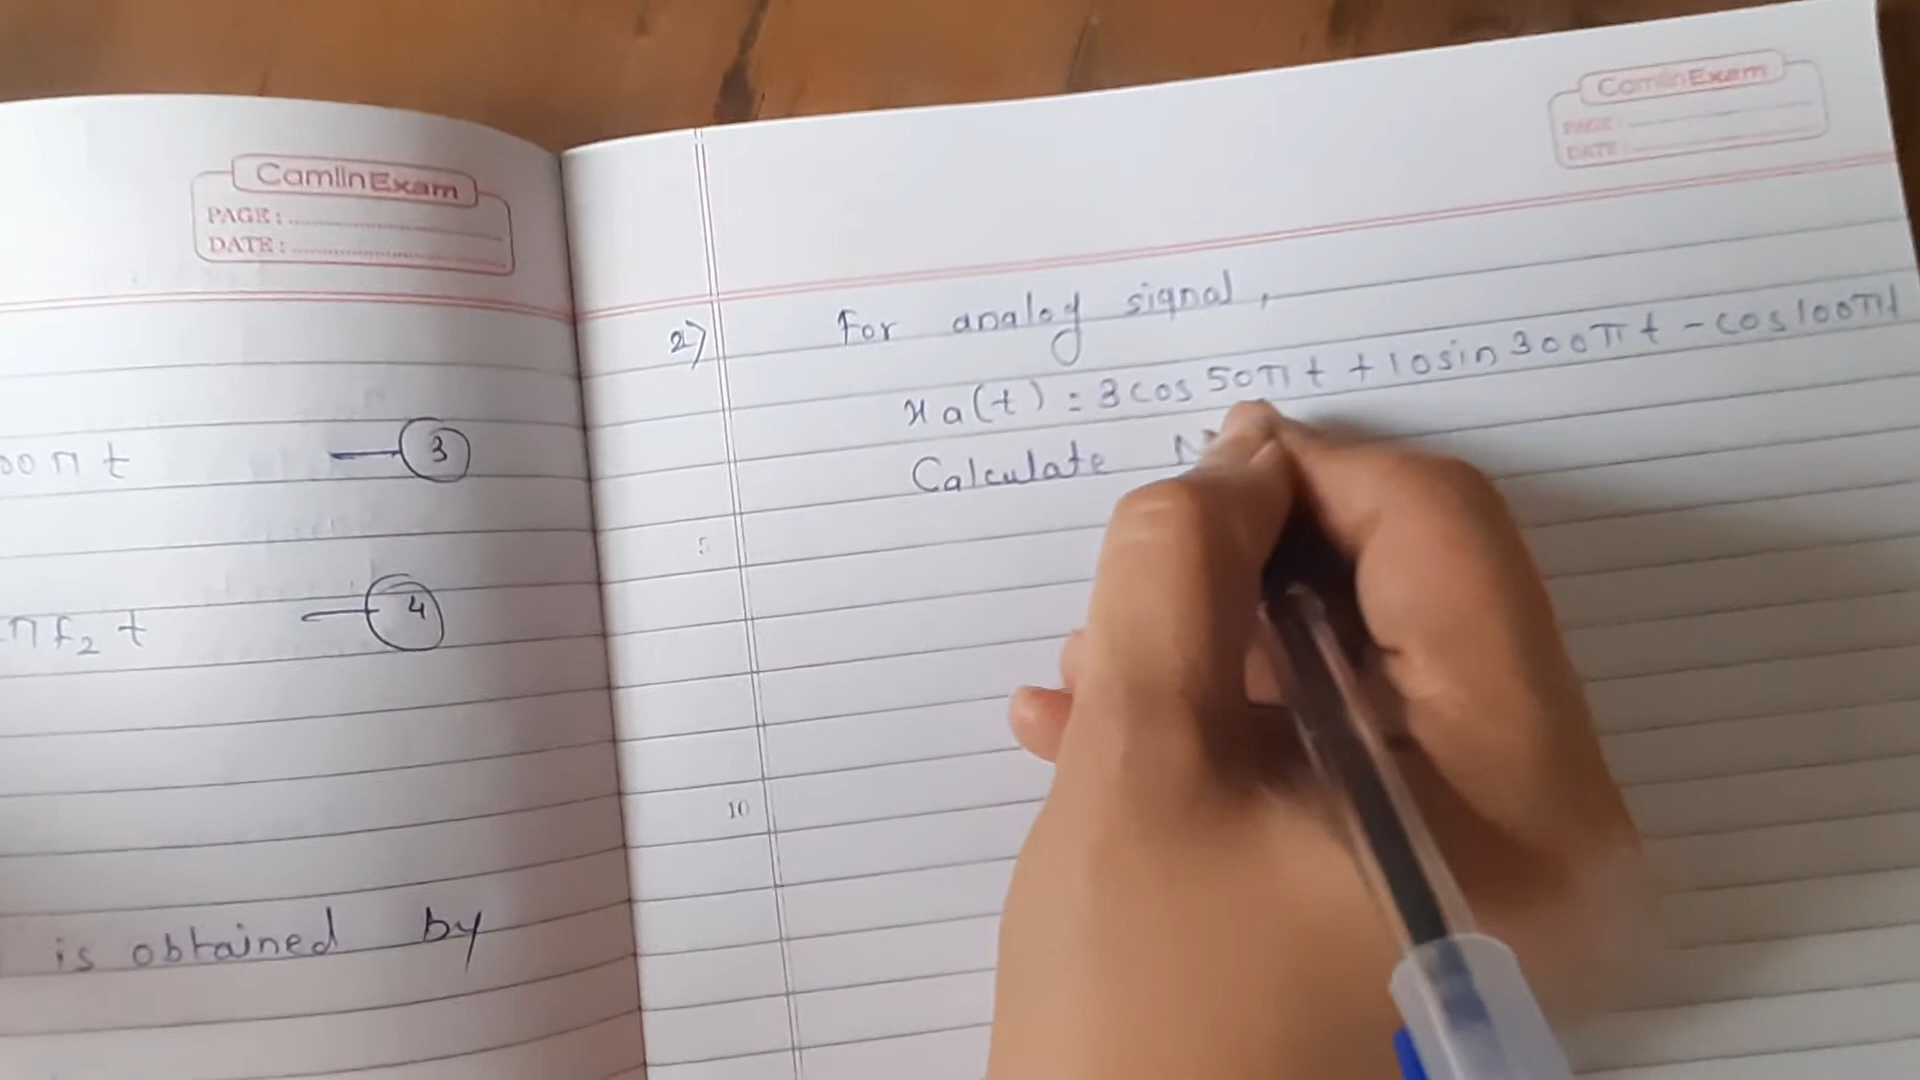 CamlinExam
PAGE :
DATE :
00 π t —③
π f₂ t —④
is obtained by
CamlinExam
PAGE :
DATE :
2) For analog signal,
xa(t) = 3 cos 50π t + 10 sin 300π t - cos 100π t
Calculate
5
10